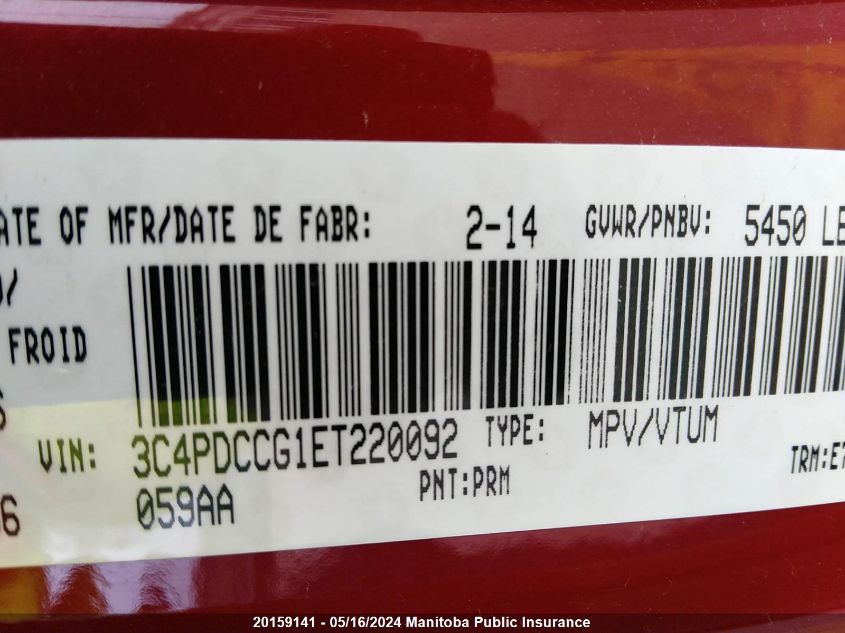 ATE OF MFR/DATE DE FABR: 2-14 GVWR/PNBV: 5450 LB
/
FROID
VIN: 3C4PDCCG1ET220092 TYPE: MPV/VTUM
059AA PNT:PRM TRM:E7
20159141 - 05/16/2024 Manitoba Public Insurance